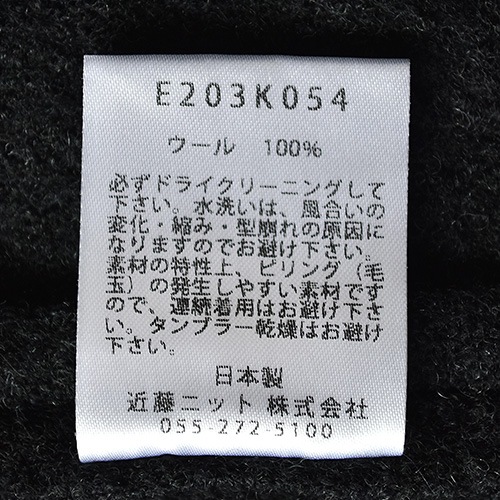 E203K054
ウール 100%
必ずドライクリーニングして
下さい。水洗いは、風合いの
変化・縮み・型崩れの原因に
なりますのでお避け下さい。
素材の特性上、ピリング（毛
玉）の発生しやすい素材です
ので、連続着用はお避け下さ
い。タンブラー乾燥はお避け
下さい。
日本製
近藤ニット 株式会社
055-272-5100